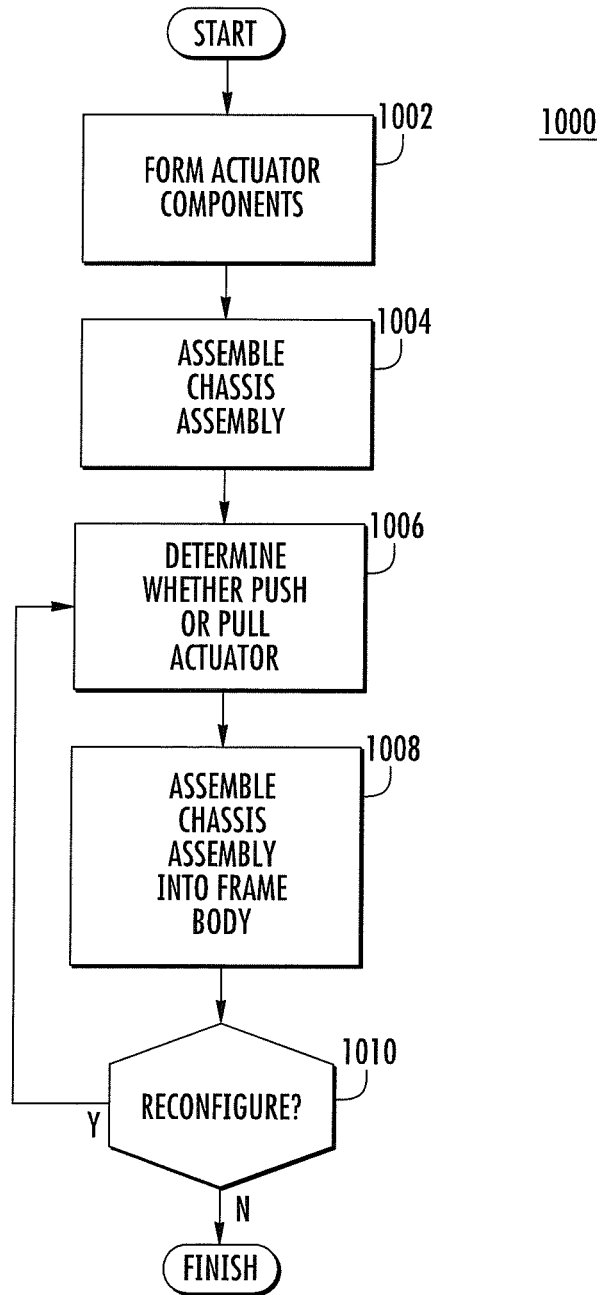 START
1002
1000
FORM ACTUATOR
COMPONENTS
1004
ASSEMBLE
CHASSIS
ASSEMBLY
1006
DETERMINE
WHETHER PUSH
OR PULL
ACTUATOR
1008
ASSEMBLE
CHASSIS
ASSEMBLY
INTO FRAME
BODY
1010
RECONFIGURE?
Y
N
FINISH